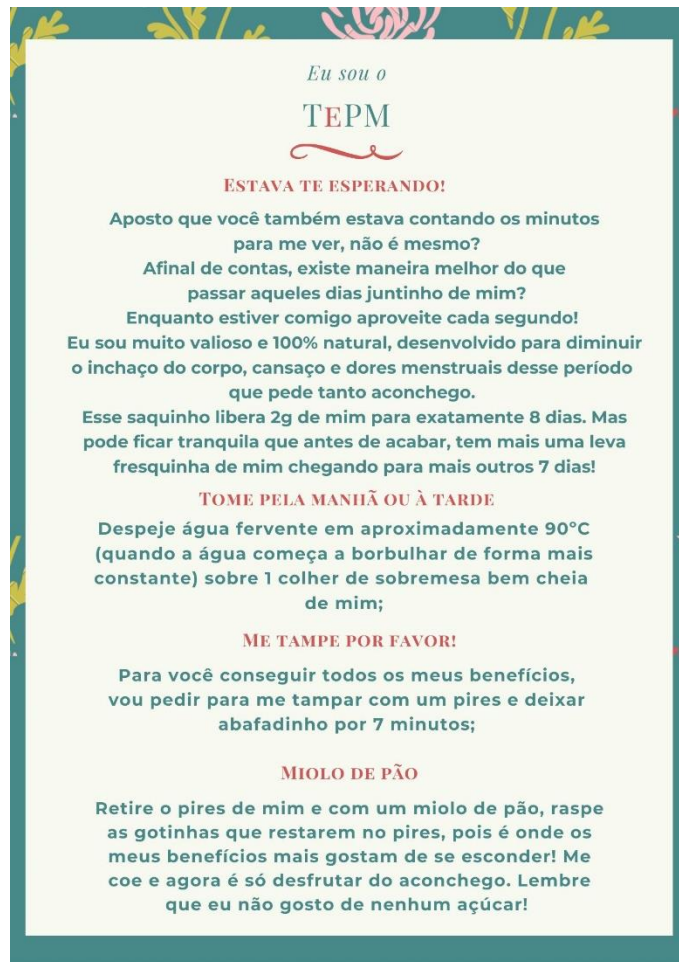 Eu sou o
TEPM
ESTAVA TE ESPERANDO!
Aposto que você também estava contando os minutos
para me ver, não é mesmo?
Afinal de contas, existe maneira melhor do que
passar aqueles dias juntinho de mim?
Enquanto estiver comigo aproveite cada segundo!
Eu sou muito valioso e 100% natural, desenvolvido para diminuir
o inchaço do corpo, cansaço e dores menstruais desse período
que pede tanto aconchego.
Esse saquinho libera 2g de mim para exatamente 8 dias. Mas
pode ficar tranquila que antes de acabar, tem mais uma leva
fresquinha de mim chegando para mais outros 7 dias!
TOME PELA MANHÃ OU À TARDE
Despeje água fervente em aproximadamente 90ºC
(quando a água começa a borbulhar de forma mais
constante) sobre 1 colher de sobremesa bem cheia
de mim;
ME TAMPE POR FAVOR!
Para você conseguir todos os meus benefícios,
vou pedir para me tampar com um pires e deixar
abafadinho por 7 minutos;
MIOLO DE PÃO
Retire o pires de mim e com um miolo de pão, raspe
as gotinhas que restarem no pires, pois é onde os
meus benefícios mais gostam de se esconder! Me
coe e agora é só desfrutar do aconchego. Lembre
que eu não gosto de nenhum açúcar!